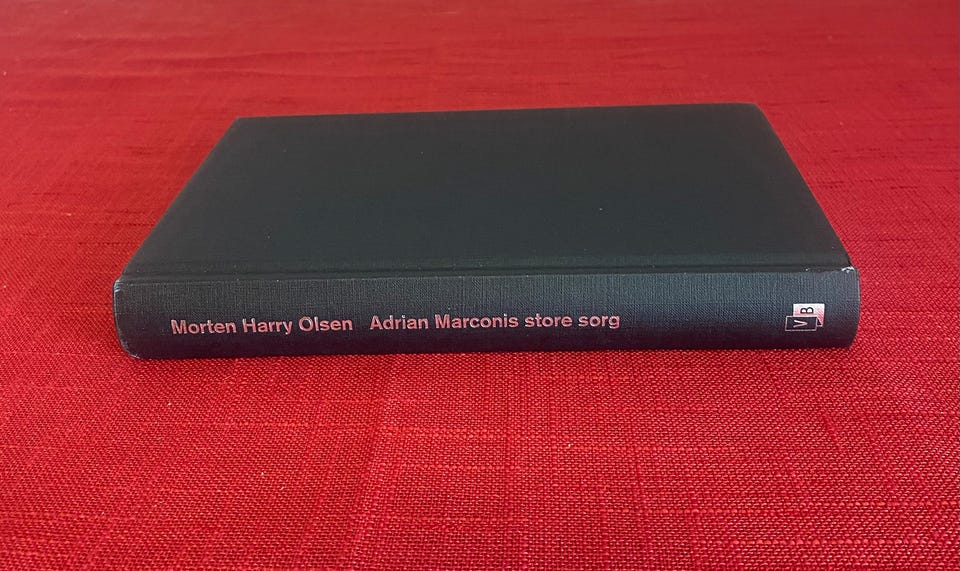 Morten Harry Olsen Adrian Marconis store sorg
VB